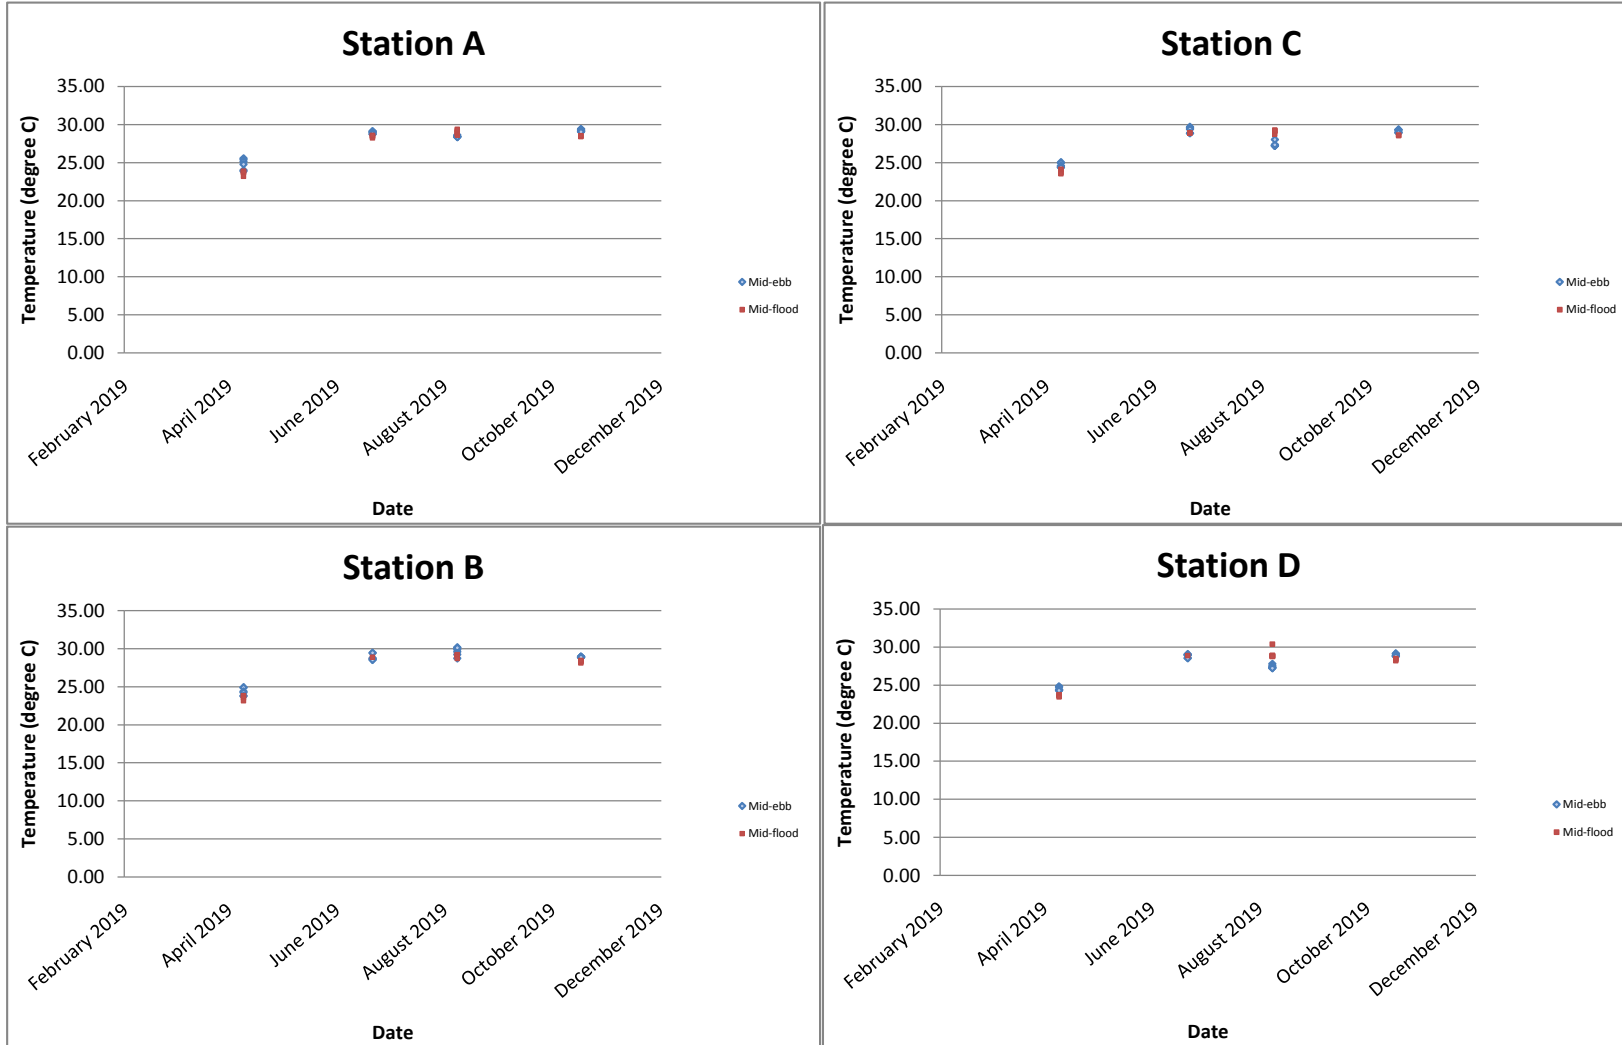 Station A
Temperature (degree C)
35.00
30.00
25.00
20.00
15.00
10.00
5.00
0.00
February 2019
April 2019
June 2019
August 2019
October 2019
December 2019
Date
Mid-ebb
Mid-flood
Station C
Temperature (degree C)
35.00
30.00
25.00
20.00
15.00
10.00
5.00
0.00
February 2019
April 2019
June 2019
August 2019
October 2019
December 2019
Date
Mid-ebb
Mid-flood
Station B
Temperature (degree C)
35.00
30.00
25.00
20.00
15.00
10.00
5.00
0.00
February 2019
April 2019
June 2019
August 2019
October 2019
December 2019
Date
Mid-ebb
Mid-flood
Station D
Temperature (degree C)
35.00
30.00
25.00
20.00
15.00
10.00
5.00
0.00
February 2019
April 2019
June 2019
August 2019
October 2019
December 2019
Date
Mid-ebb
Mid-flood